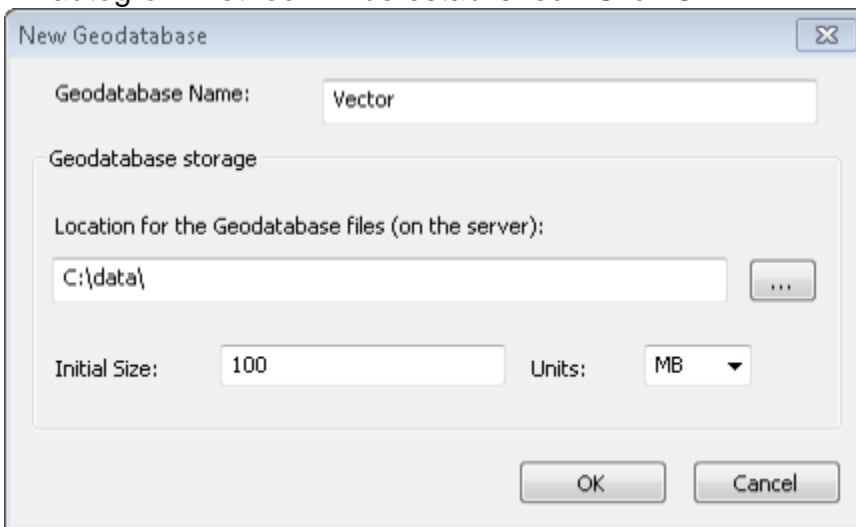 New Geodatabase
Geodatabase Name: Vector
Geodatabase storage
Location for the Geodatabase files (on the server):
C:\data\ ...
Initial Size: 100 Units: MB
OK Cancel